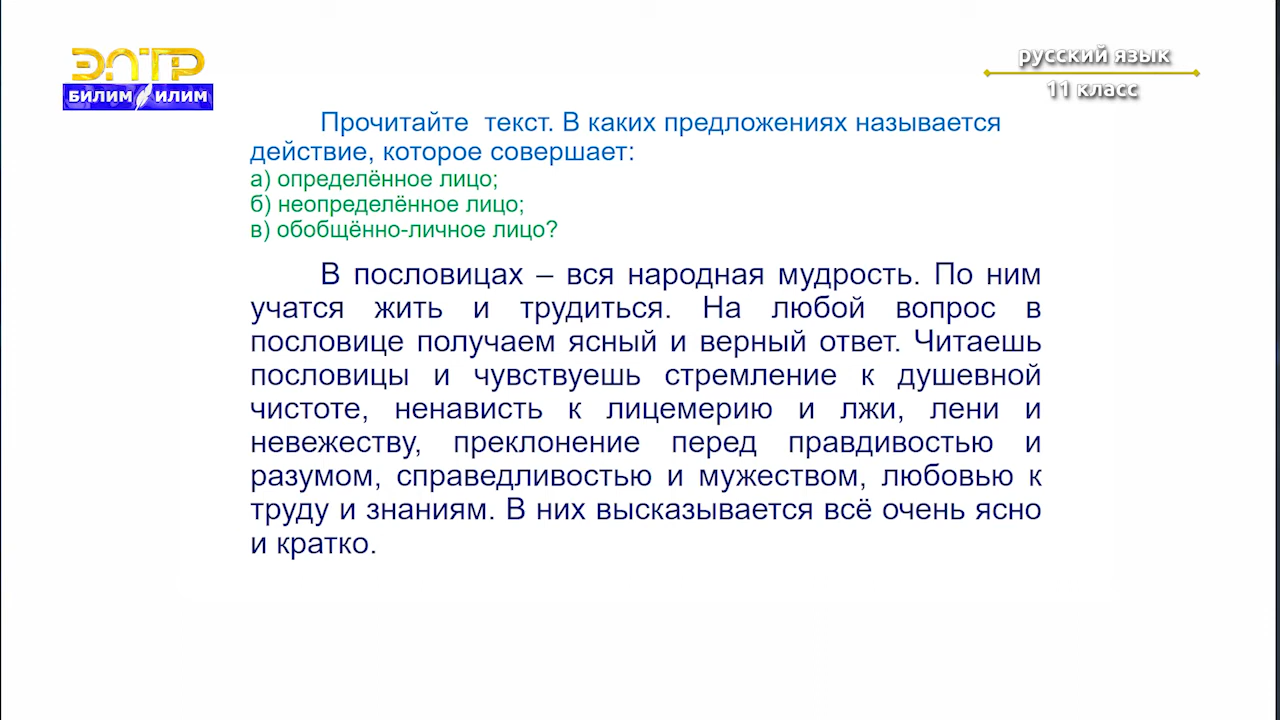 ЭЛТР
БИЛИМ ИЛИМ
русский язык
11 класс
Прочитайте текст. В каких предложениях называется
действие, которое совершает:
а) определённое лицо;
б) неопределённое лицо;
в) обобщённо-личное лицо?
В пословицах – вся народная мудрость. По ним
учатся жить и трудиться. На любой вопрос в
пословице получаем ясный и верный ответ. Читаешь
пословицы и чувствуешь стремление к душевной
чистоте, ненависть к лицемерию и лжи, лени и
невежеству, преклонение перед правдивостью и
разумом, справедливостью и мужеством, любовью к
труду и знаниям. В них высказывается всё очень ясно
и кратко.